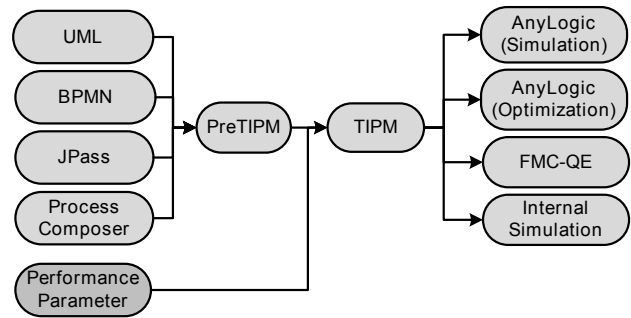 UML
BPMN
JPass
Process
Composer
Performance
Parameter
PreTIPM
TIPM
AnyLogic
(Simulation)
AnyLogic
(Optimization)
FMC-QE
Internal
Simulation